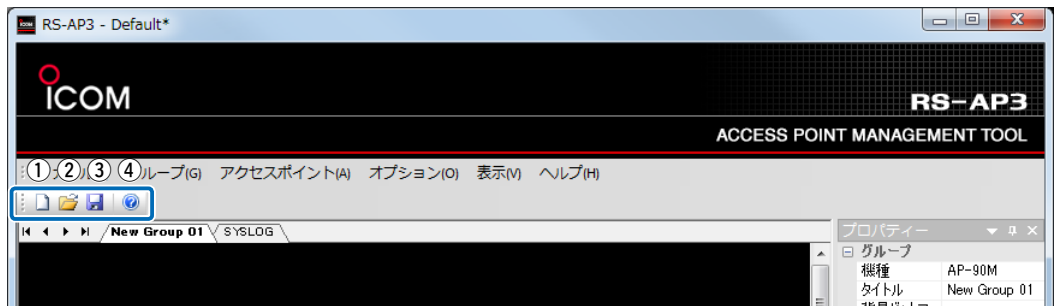 RS-AP3 - Default*
ICOM
RS-AP3
ACCESS POINT MANAGEMENT TOOL
① ② ③ ④
ループ(G) アクセスポイント(A) オプション(O) 表示(V) ヘルプ(H)
New Group 01 SYSLOG
プロパティー
グループ
機種 AP-90M
タイトル New Group 01